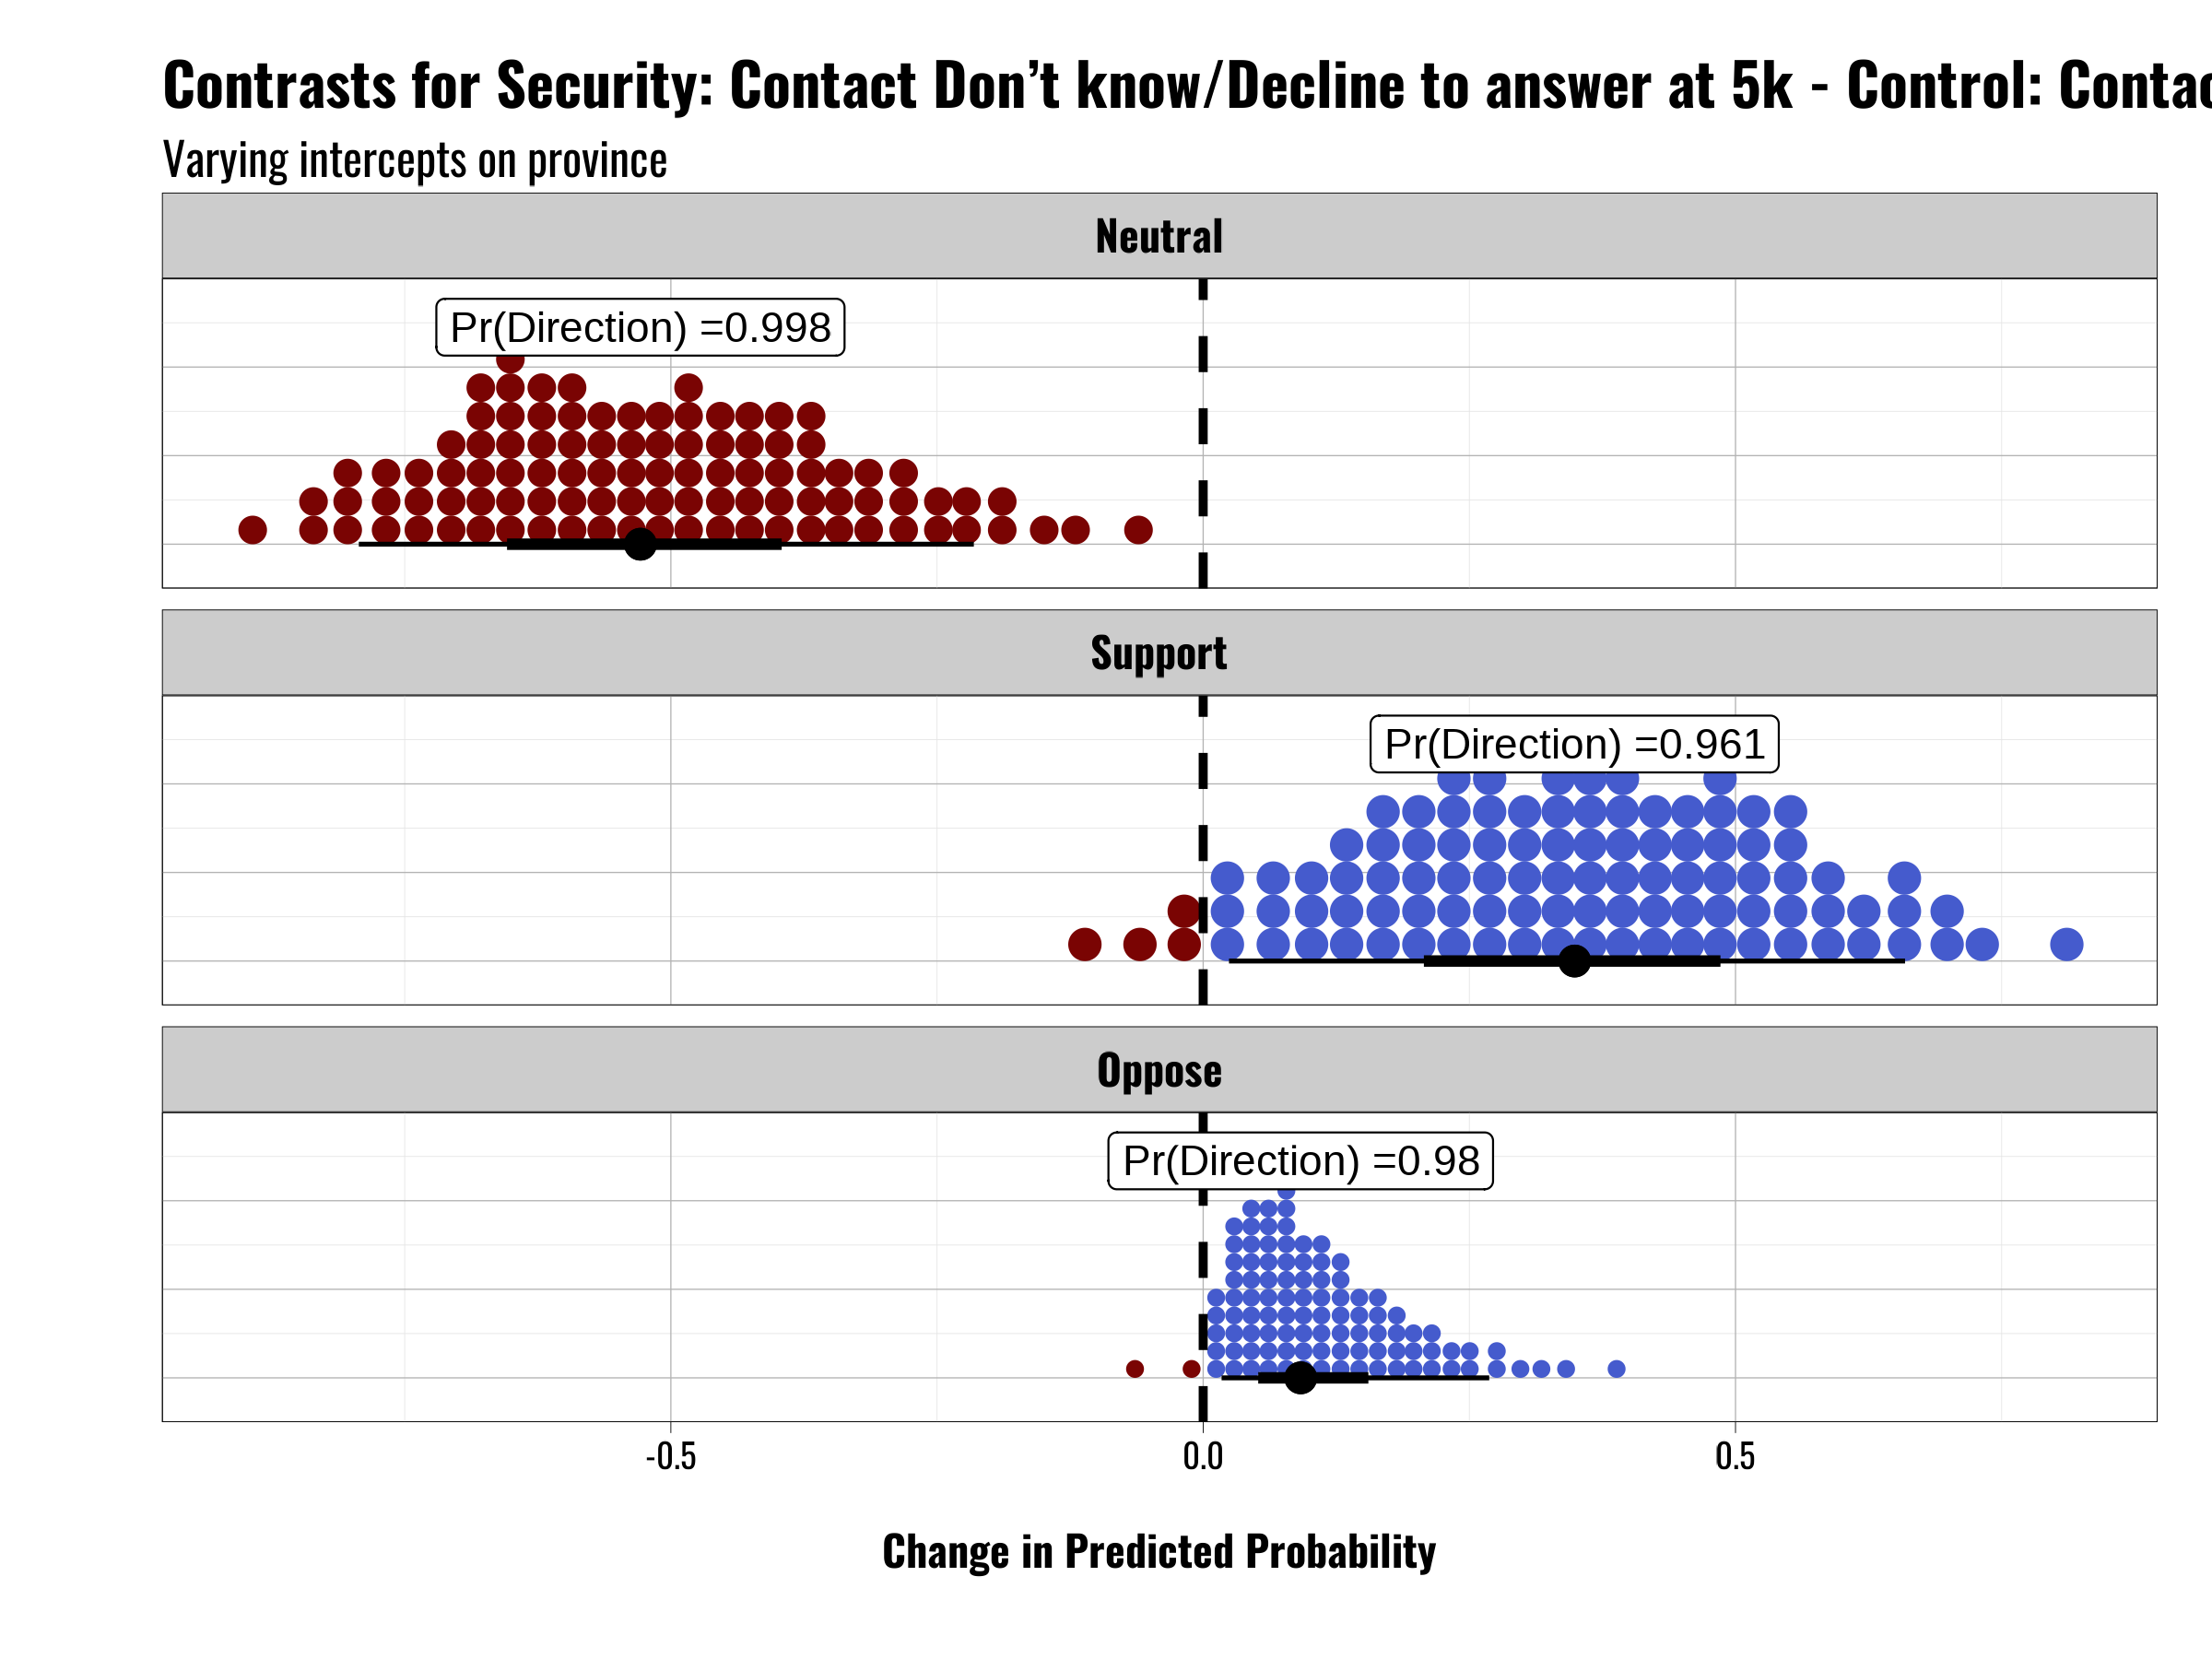 Contrasts for Security: Contact Don’t know/Decline to answer at 5k - Control:
Varying intercepts on province
Neutral
Pr(Direction) =0.998
Support
Pr(Direction) =0.961
Oppose
Pr(Direction) =0.98
-0.5 0.0 0.5
Change in Predicted Probability